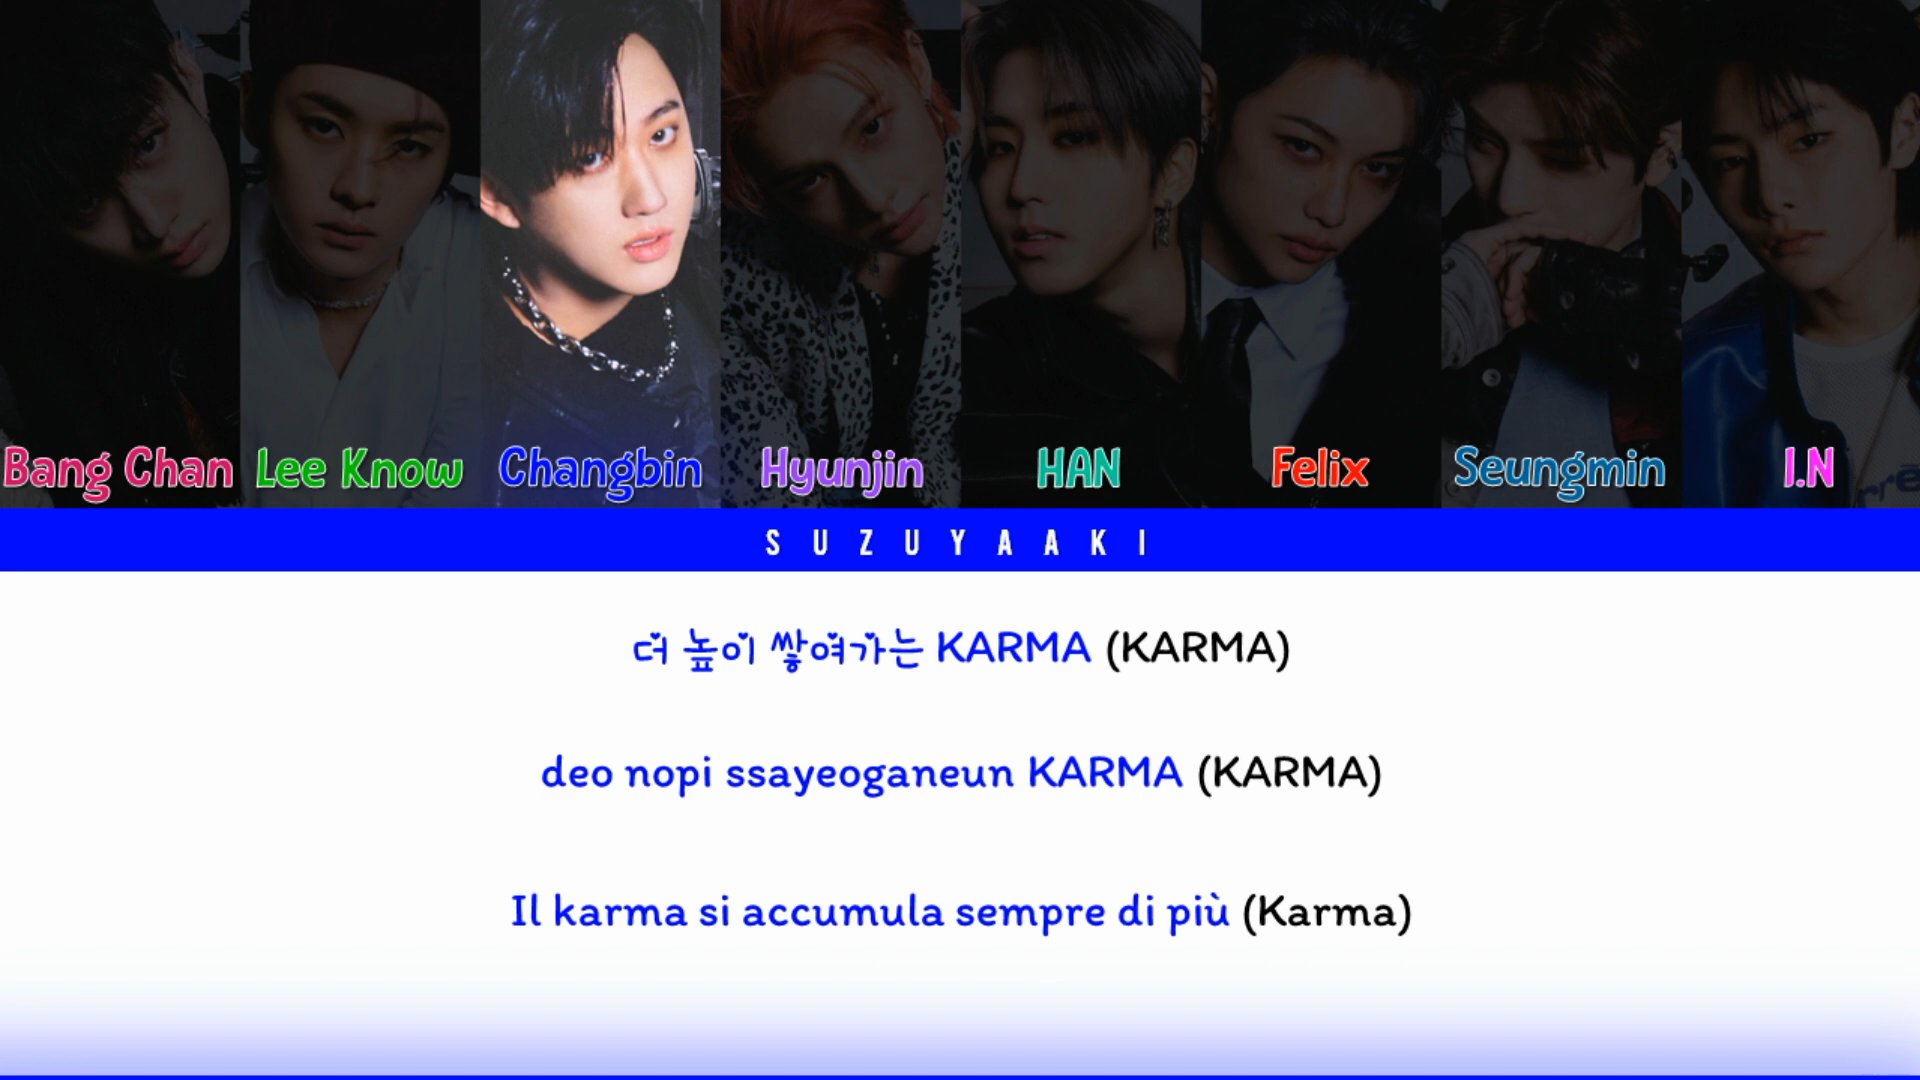 Bang Chan Lee Know Changbin Hyunjin HAN Felix Seungmin I.N
SUZUYAAKI
더 높이 쌓여가는 KARMA (KARMA)
deo nopi ssayeoganeun KARMA (KARMA)
Il karma si accumula sempre di più (Karma)